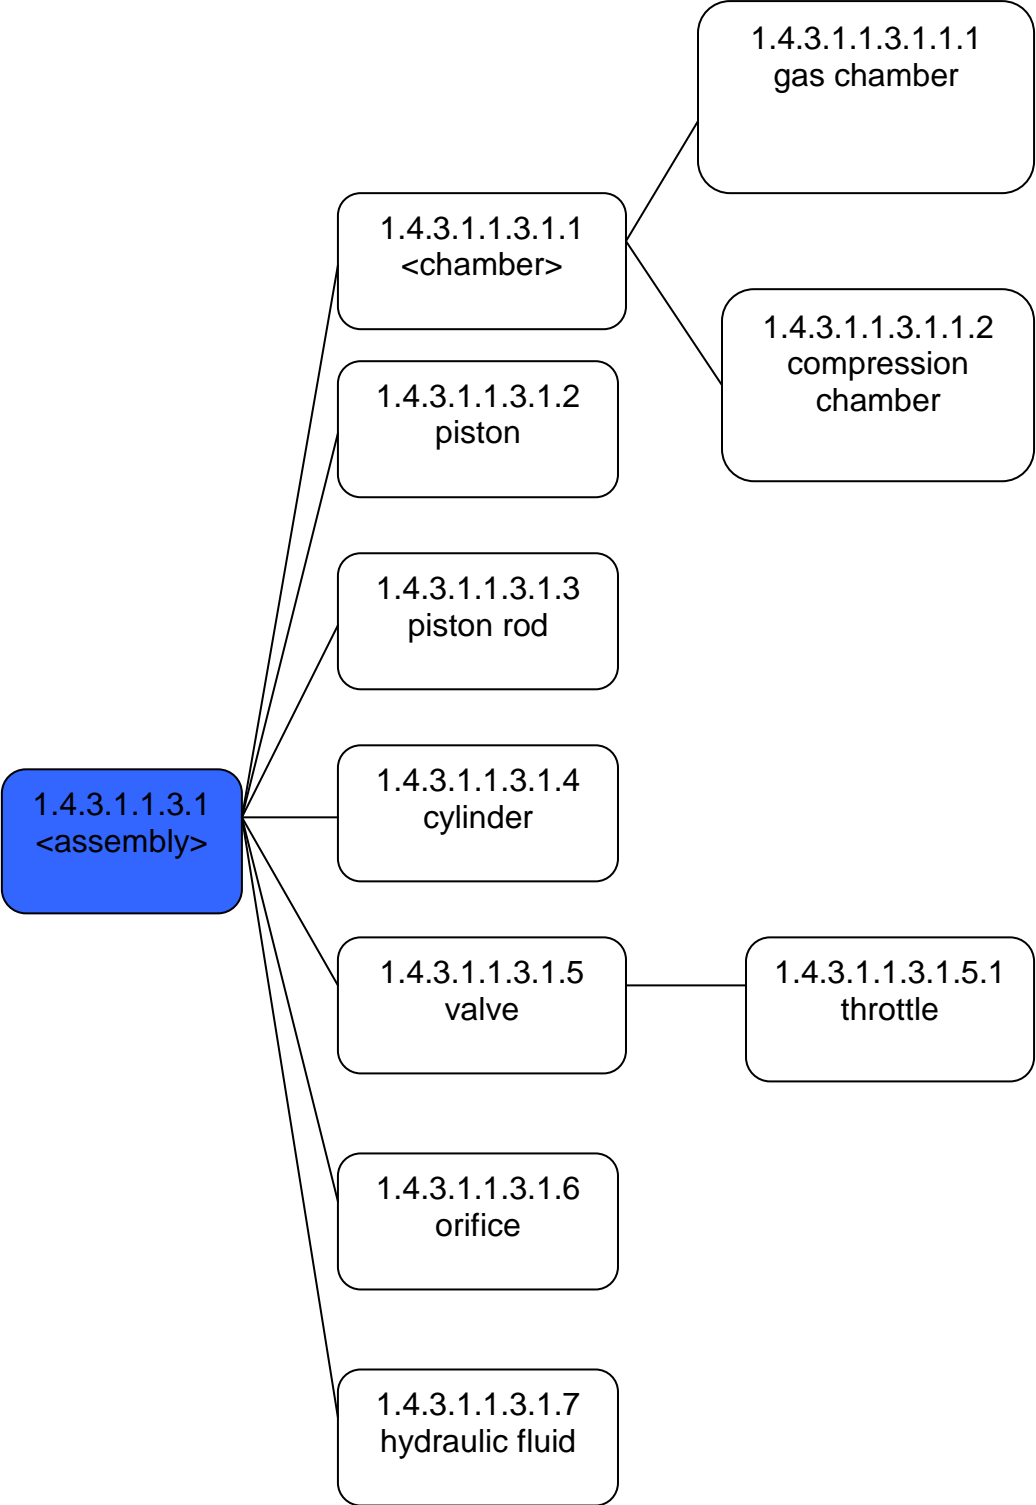 1.4.3.1.1.3.1.1.1
gas chamber
1.4.3.1.1.3.1.1
<chamber>
1.4.3.1.1.3.1.1.2
compression
chamber
1.4.3.1.1.3.1.2
piston
1.4.3.1.1.3.1.3
piston rod
1.4.3.1.1.3.1
<assembly>
1.4.3.1.1.3.1.4
cylinder
1.4.3.1.1.3.1.5
valve
1.4.3.1.1.3.1.5.1
throttle
1.4.3.1.1.3.1.6
orifice
1.4.3.1.1.3.1.7
hydraulic fluid